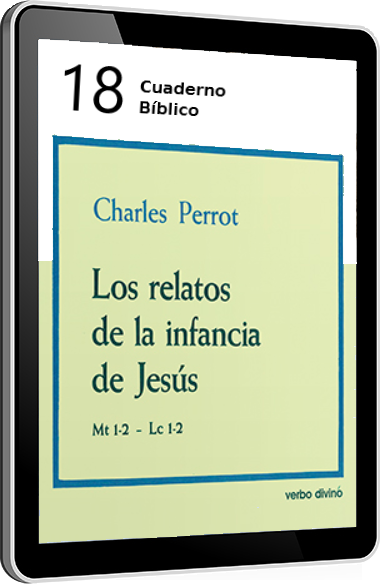 18 Cuaderno
Bíblico
Charles Perrot
Los relatos
de la infancia
de Jesús
Mt 1-2 - Lc 1-2
verbo divino